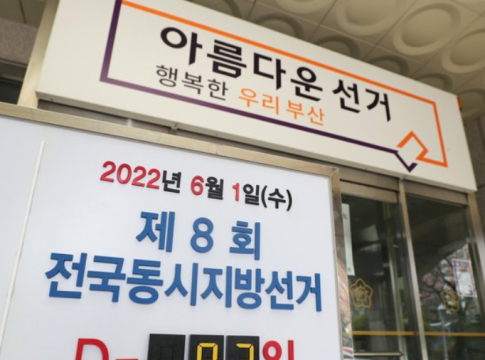 아름다운 선거
행복한 우리부산
2022년 6월 1일(수)
제 8 회
전국동시지방선거